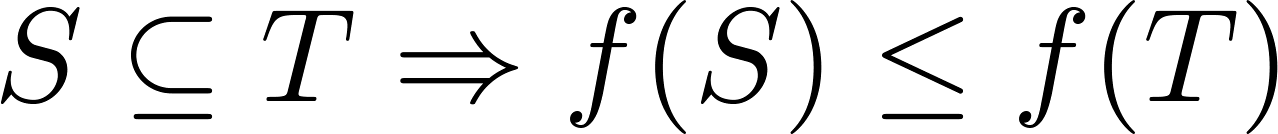 S ⊆ T ⇒ f(S) ≤ f(T)